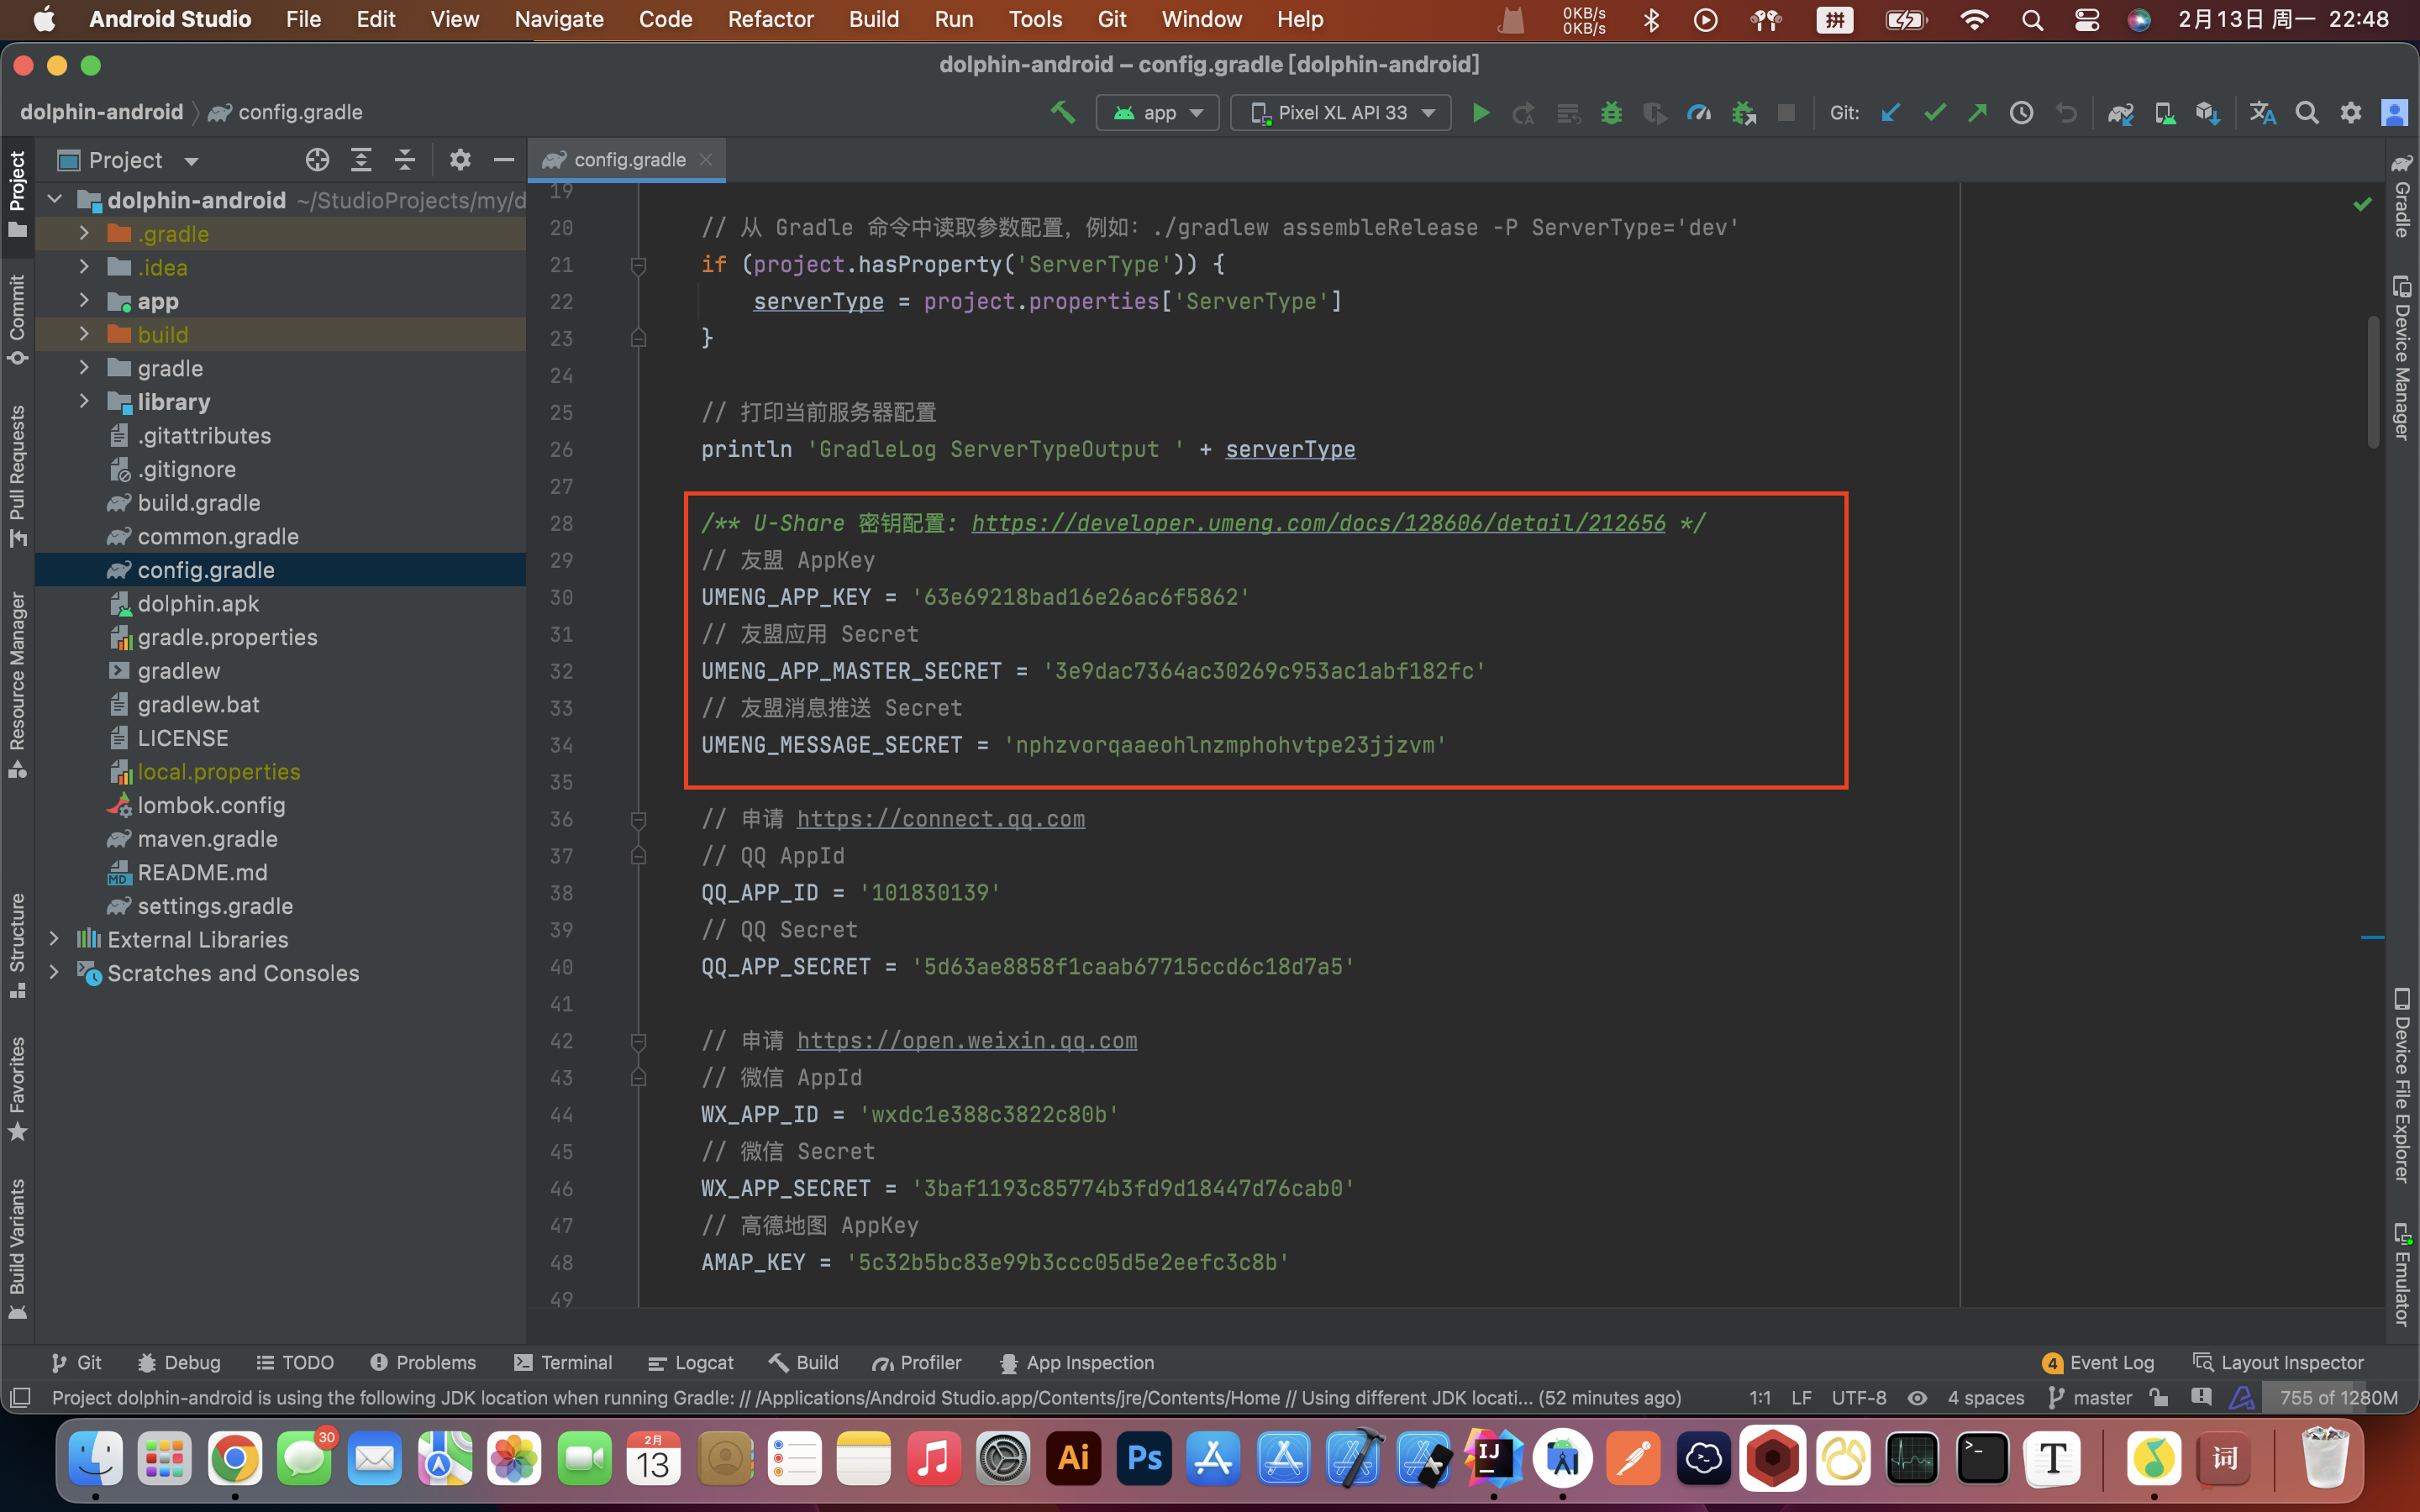 Android Studio File Edit View Navigate Code Refactor Build Run Tools Git Window Help 0KB/s 0KB/s 拼 2月13日 周一 22:48
dolphin-android – config.gradle [dolphin-android]
dolphin-android config.gradle app Pixel XL API 33 Git:
Project
config.gradle
dolphin-android ~/StudioProjects/my/d
.gradle
.idea
app
build
gradle
library
.gitattributes
.gitignore
build.gradle
common.gradle
config.gradle
dolphin.apk
gradle.properties
gradlew
gradlew.bat
LICENSE
local.properties
lombok.config
maven.gradle
README.md
settings.gradle
External Libraries
Scratches and Consoles
Project
Commit
Pull Requests
Resource Manager
Structure
Favorites
Build Variants
19
20 // 从 Gradle 命令中读取参数配置，例如：./gradlew assembleRelease -P ServerType='dev'
21 if (project.hasProperty('ServerType')) {
22 serverType = project.properties['ServerType']
23 }
24
25 // 打印当前服务器配置
26 println 'GradleLog ServerTypeOutput ' + serverType
27
28 /** U-Share 密钥配置: https://developer.umeng.com/docs/128606/detail/212656 */
29 // 友盟 AppKey
30 UMENG_APP_KEY = '63e69218bad16e26ac6f5862'
31 // 友盟应用 Secret
32 UMENG_APP_MASTER_SECRET = '3e9dac7364ac30269c953ac1abf182fc'
33 // 友盟消息推送 Secret
34 UMENG_MESSAGE_SECRET = 'nphzvorqaaeohlnzmphohvtpe23jjzvm'
35
36 // 申请 https://connect.qq.com
37 // QQ AppId
38 QQ_APP_ID = '101830139'
39 // QQ Secret
40 QQ_APP_SECRET = '5d63ae8858f1caab67715ccd6c18d7a5'
41
42 // 申请 https://open.weixin.qq.com
43 // 微信 AppId
44 WX_APP_ID = 'wxdc1e388c3822c80b'
45 // 微信 Secret
46 WX_APP_SECRET = '3baf1193c85774b3fd9d18447d76cab0'
47 // 高德地图 AppKey
48 AMAP_KEY = '5c32b5bc83e99b3ccc05d5e2eefc3c8b'
49
Gradle
Device Manager
Device File Explorer
Emulator
Git Debug TODO Problems Terminal Logcat Build Profiler App Inspection 4 Event Log Layout Inspector
Project dolphin-android is using the following JDK location when running Gradle: // /Applications/Android Studio.app/Contents/jre/Contents/Home // Using different JDK locati... (52 minutes ago) 1:1 LF UTF-8 4 spaces master 755 of 1280M
30 2月 13 Ai Ps IJ T 词